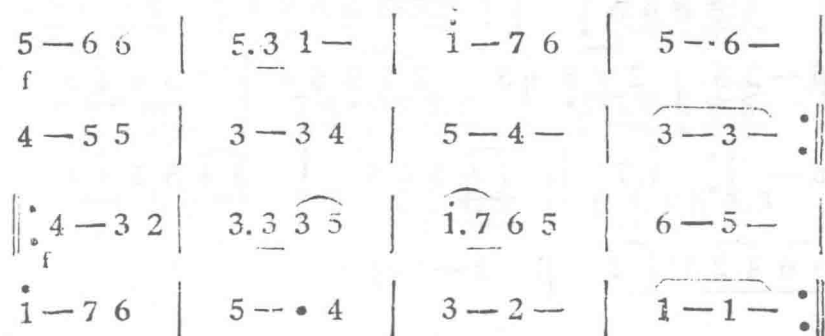 5 — 6 6 | 5.3 1 — | i̇ — 7 6 | 5 — · 6 — |
f
4 — 5 5 | 3 — 3 4 | 5 — 4 — | 3 — 3 — :‖
‖: 4 — 3 2 | 3.3 3 5 | i̇.7 6 5 | 6 — 5 — |
f
i̇ — 7 6 | 5 — • 4 | 3 — 2 — | 1 — 1 — :‖